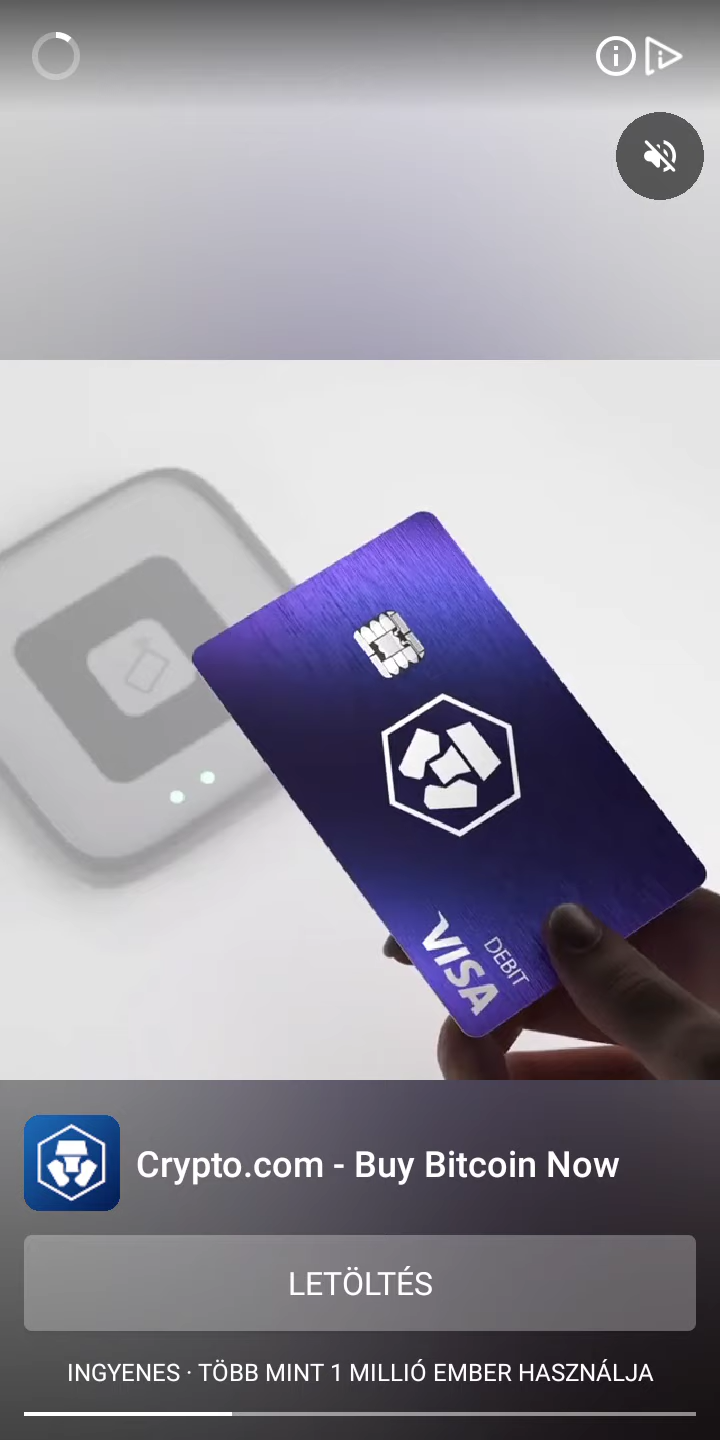 VISA
DEBIT
Crypto.com - Buy Bitcoin Now
LETÖLTÉS
INGYENES · TÖBB MINT 1 MILLIÓ EMBER HASZNÁLJA